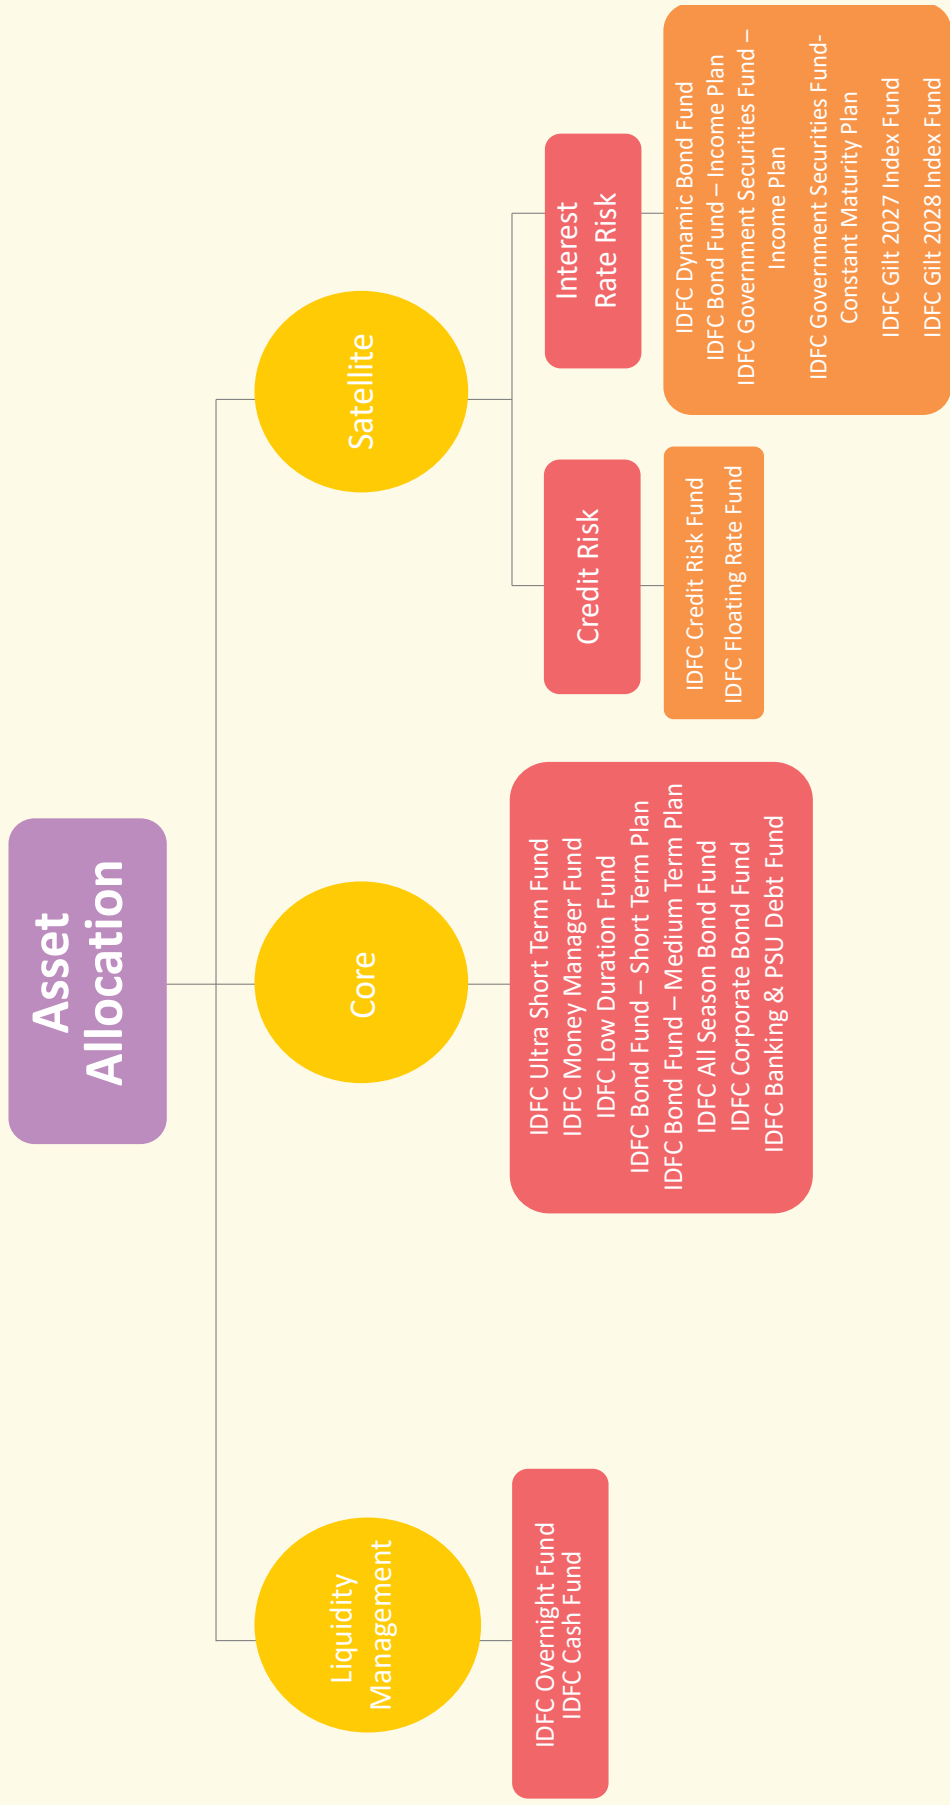 Asset
Allocation
Liquidity
Management
Core
Satellite
IDFC Overnight Fund
IDFC Cash Fund
IDFC Ultra Short Term Fund
IDFC Money Manager Fund
IDFC Low Duration Fund
IDFC Bond Fund – Short Term Plan
IDFC Bond Fund – Medium Term Plan
IDFC All Season Bond Fund
IDFC Corporate Bond Fund
IDFC Banking & PSU Debt Fund
Credit Risk
Interest
Rate Risk
IDFC Credit Risk Fund
IDFC Floating Rate Fund
IDFC Dynamic Bond Fund
IDFC Bond Fund – Income Plan
IDFC Government Securities Fund –
Income Plan
IDFC Government Securities Fund-
Constant Maturity Plan
IDFC Gilt 2027 Index Fund
IDFC Gilt 2028 Index Fund